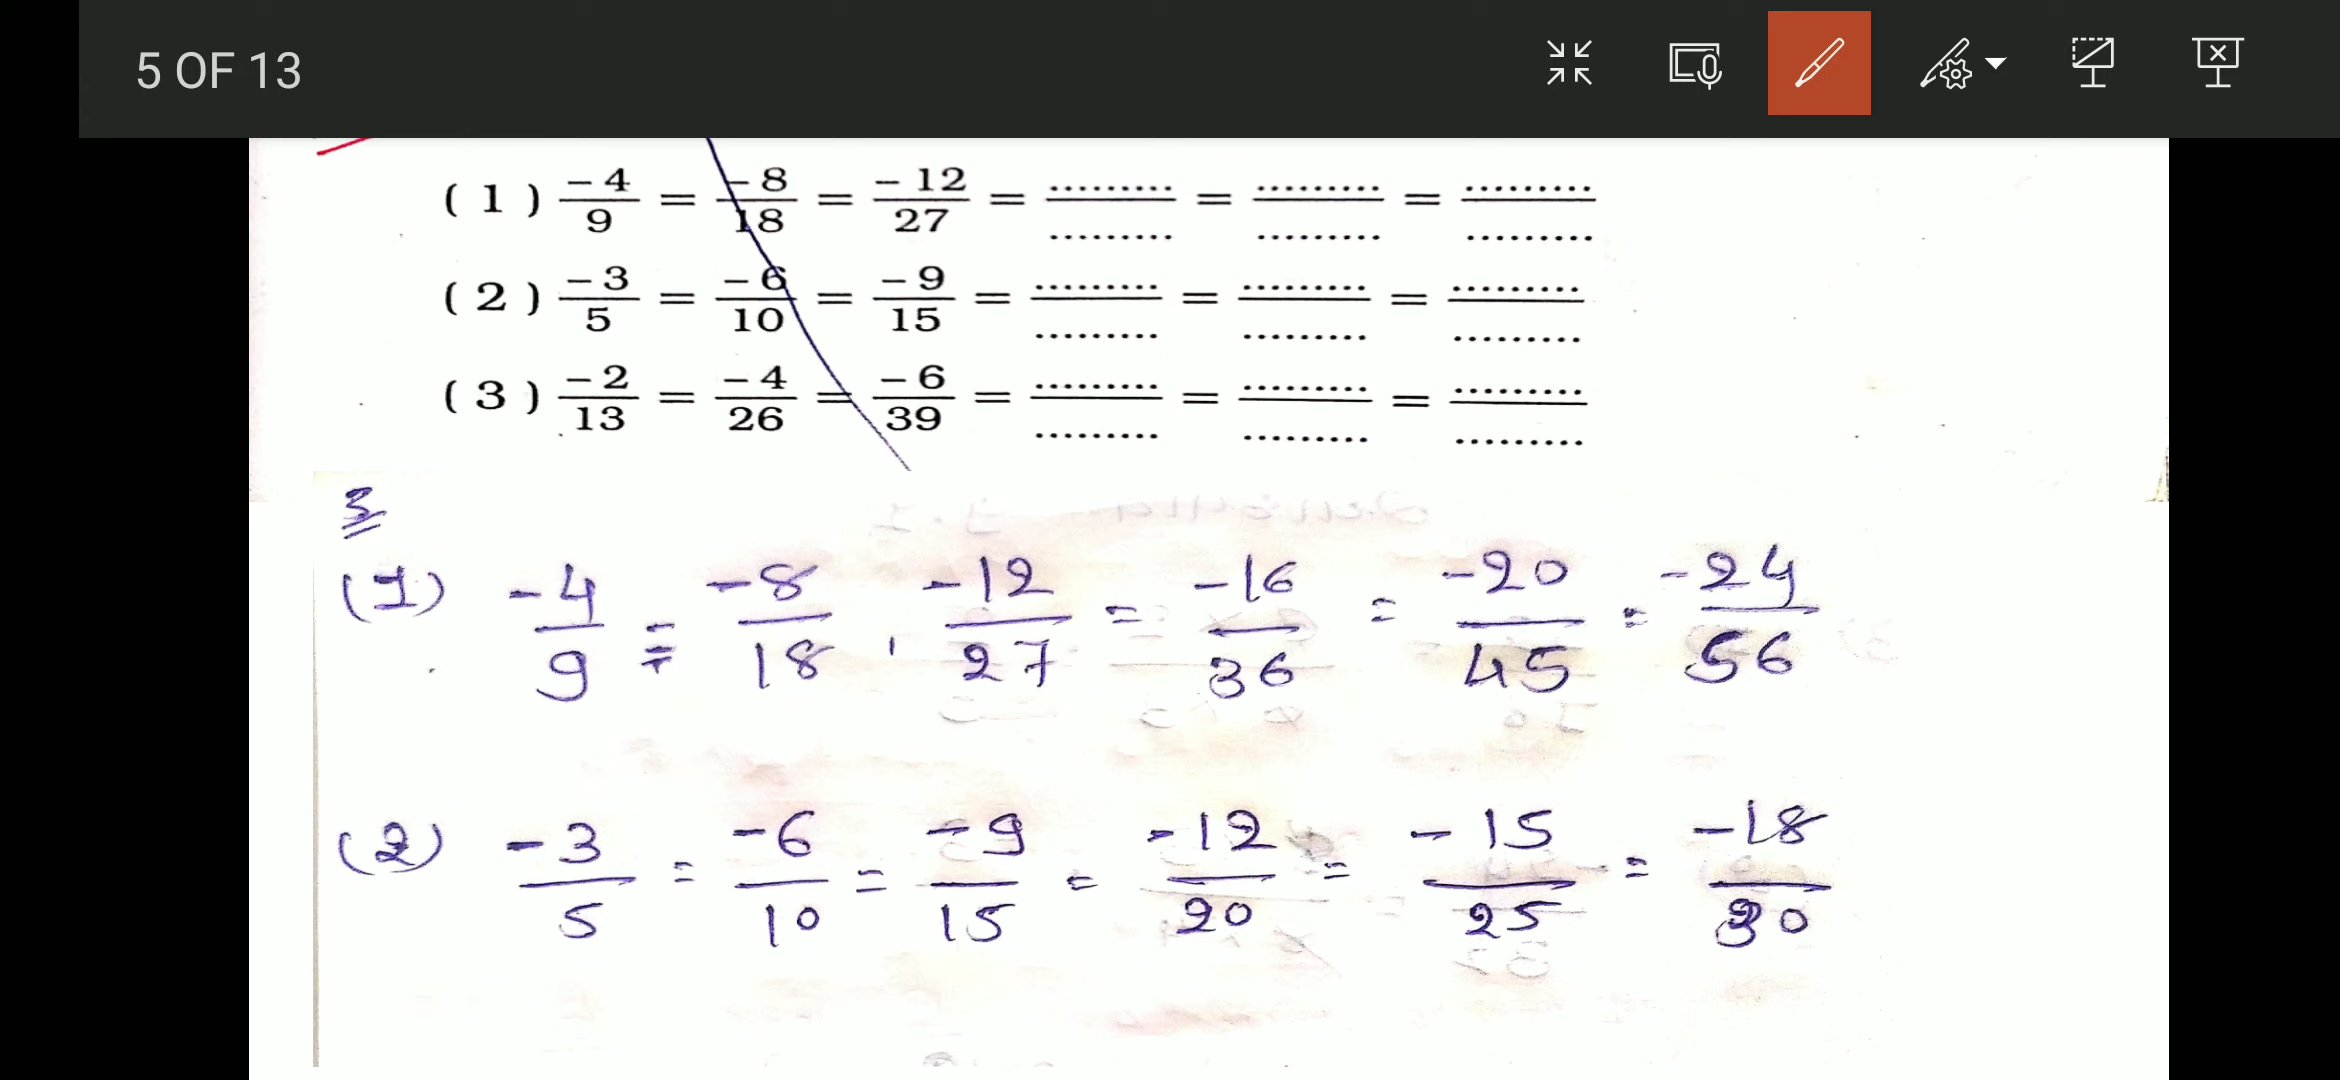 5 OF 13
( 1 ) -4/9 = -8/18 = -12/27 = ........./......... = ........./......... = ........./.........
( 2 ) -3/5 = -6/10 = -9/15 = ........./......... = ........./......... = ........./.........
( 3 ) -2/13 = -4/26 = -6/39 = ........./......... = ........./......... = ........./.........
3
(1) -4/9 = -8/18 , -12/27 = -16/36 = -20/45 = -24/56
(2) -3/5 = -6/10 = -9/15 = -12/20 = -15/25 = -18/30